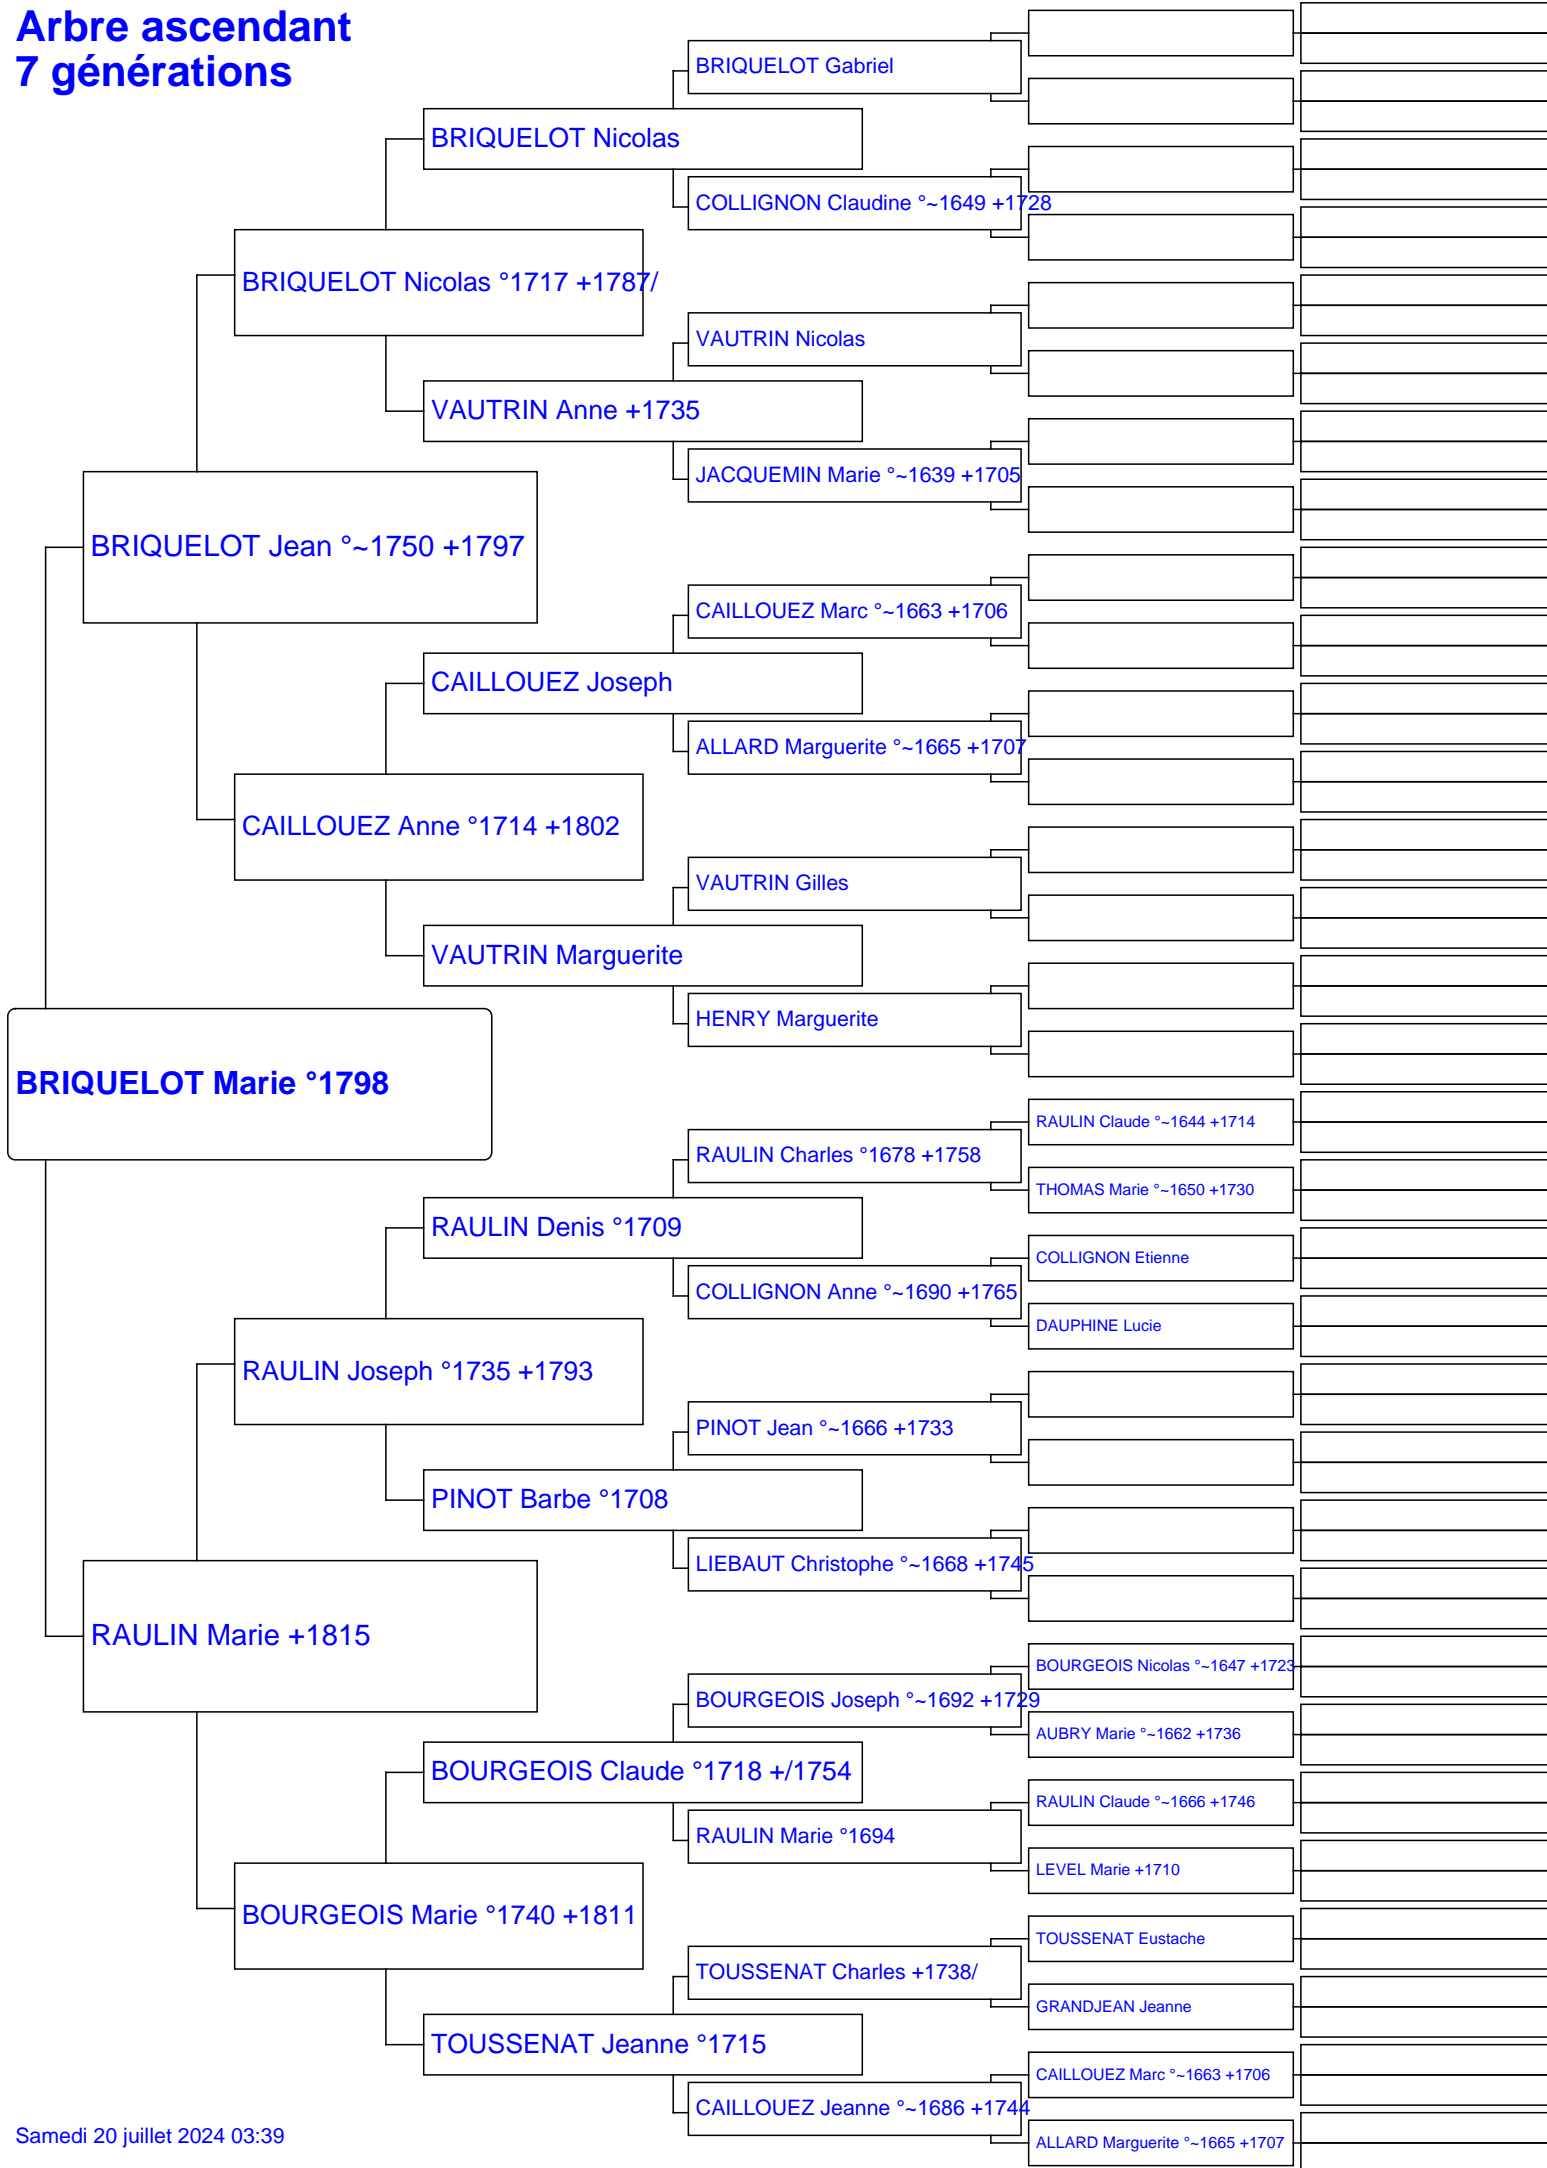 Arbre ascendant
7 générations
BRIQUELOT Gabriel
BRIQUELOT Nicolas
COLLIGNON Claudine °~1649 +1728
BRIQUELOT Nicolas °1717 +1787/
VAUTRIN Nicolas
VAUTRIN Anne +1735
JACQUEMIN Marie °~1639 +1705
BRIQUELOT Jean °~1750 +1797
CAILLOUEZ Marc °~1663 +1706
CAILLOUEZ Joseph
ALLARD Marguerite °~1665 +1707
CAILLOUEZ Anne °1714 +1802
VAUTRIN Gilles
VAUTRIN Marguerite
HENRY Marguerite
BRIQUELOT Marie °1798
RAULIN Claude °~1644 +1714
RAULIN Charles °1678 +1758
THOMAS Marie °~1650 +1730
RAULIN Denis °1709
COLLIGNON Etienne
COLLIGNON Anne °~1690 +1765
DAUPHINE Lucie
RAULIN Joseph °1735 +1793
PINOT Jean °~1666 +1733
PINOT Barbe °1708
LIEBAUT Christophe °~1668 +1745
RAULIN Marie +1815
BOURGEOIS Nicolas °~1647 +1723
BOURGEOIS Joseph °~1692 +1729
AUBRY Marie °~1662 +1736
BOURGEOIS Claude °1718 +/1754
RAULIN Claude °~1666 +1746
RAULIN Marie °1694
LEVEL Marie +1710
BOURGEOIS Marie °1740 +1811
TOUSSENAT Eustache
TOUSSENAT Charles +1738/
GRANDJEAN Jeanne
TOUSSENAT Jeanne °1715
CAILLOUEZ Marc °~1663 +1706
CAILLOUEZ Jeanne °~1686 +1744
ALLARD Marguerite °~1665 +1707
Samedi 20 juillet 2024 03:39